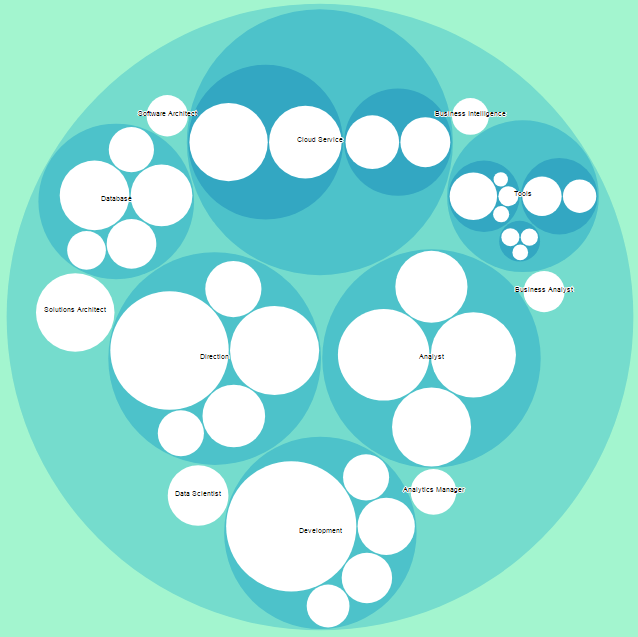 Software Architect
Business Intelligence
Cloud Service
Tools
Database
Business Analyst
Solutions Architect
Direction
Analyst
Analytics Manager
Data Scientist
Development